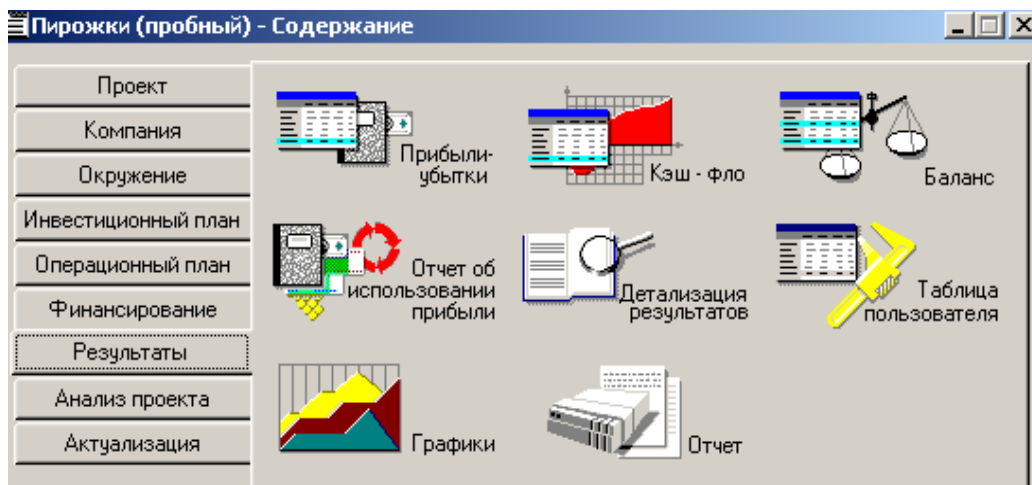 Пирожки (пробный) - Содержание
Проект
Компания
Окружение
Инвестиционный план
Операционный план
Финансирование
Результаты
Анализ проекта
Актуализация
Прибыли-
убытки
Кэш - фло
Баланс
Отчет об
использовании
прибыли
Детализация
результатов
Таблица
пользователя
Графики
Отчет